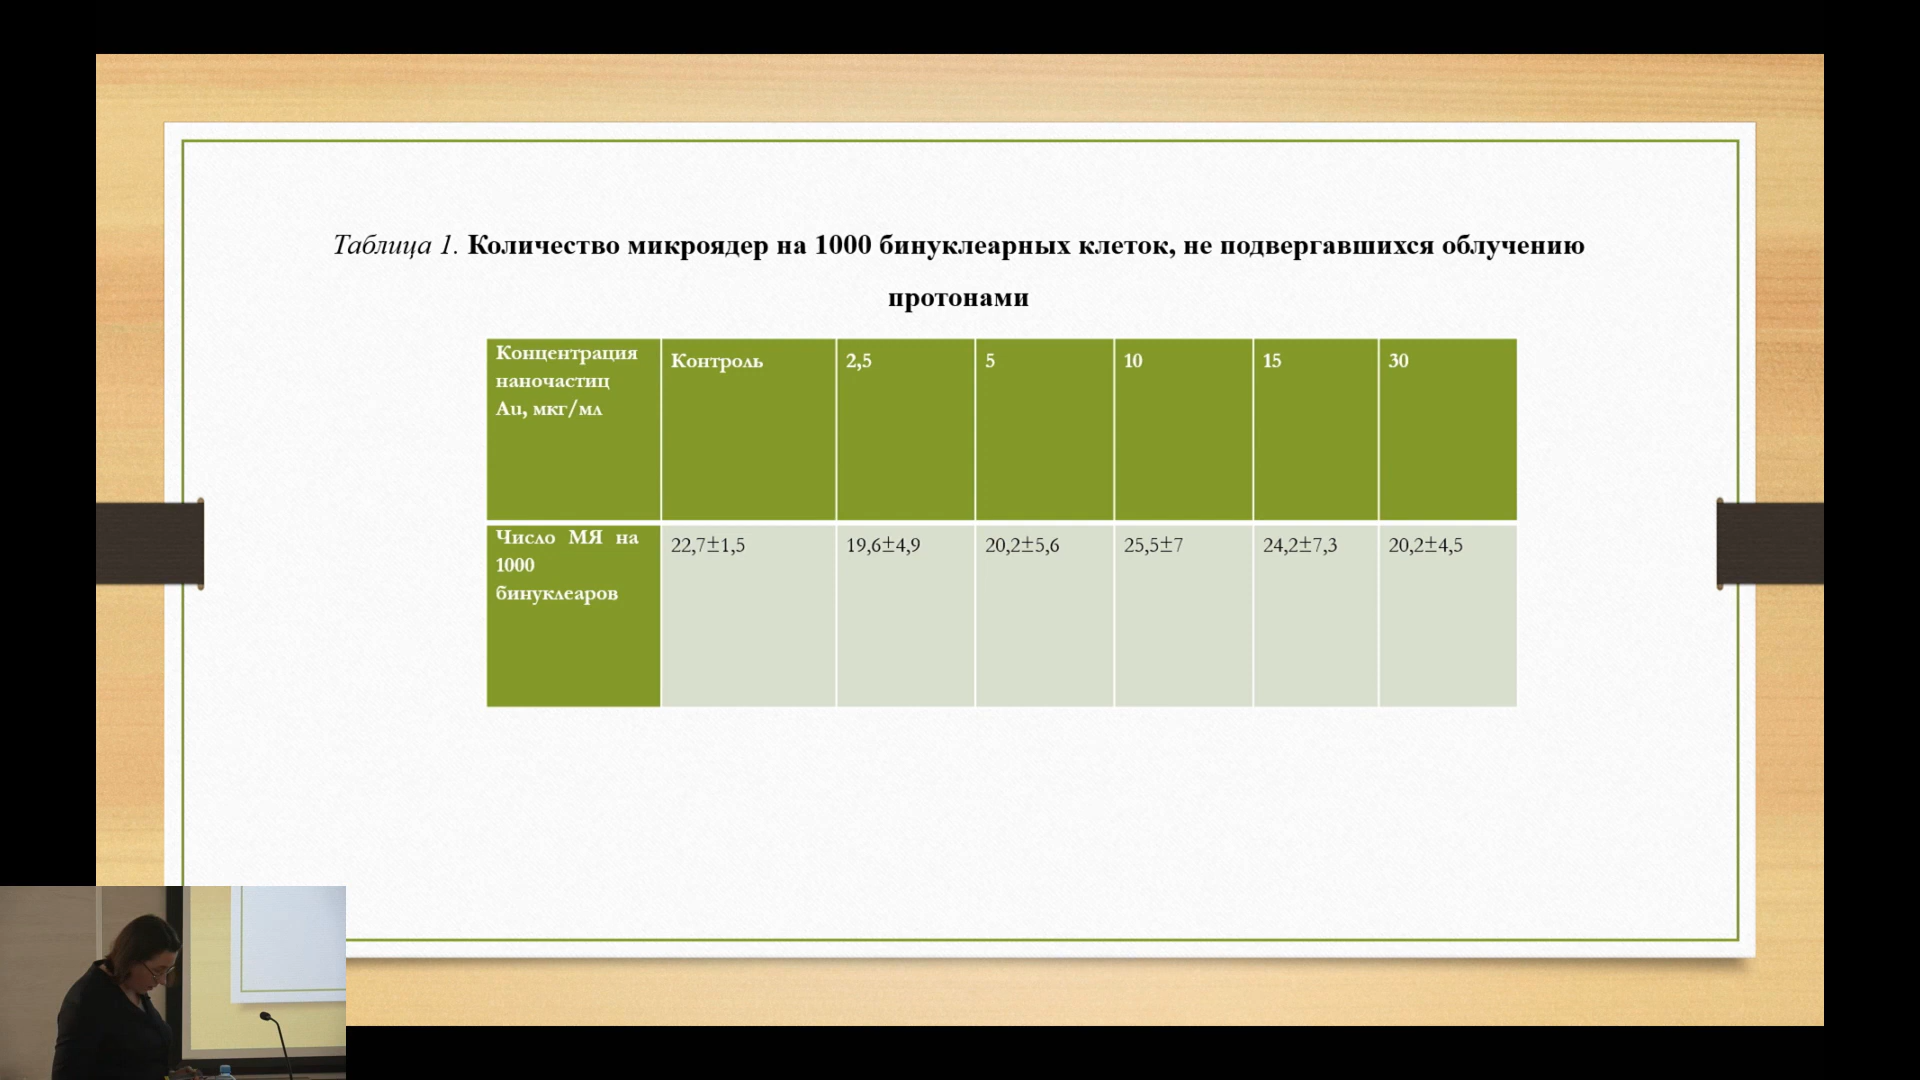 Таблица 1. Количество микроядер на 1000 бинуклеарных клеток, не подвергавшихся облучению
протонами
Концентрация
наночастиц
Au, мкг/мл
Контроль
2,5
5
10
15
30
Число МЯ на
1000
бинуклеаров
22,7±1,5
19,6±4,9
20,2±5,6
25,5±7
24,2±7,3
20,2±4,5